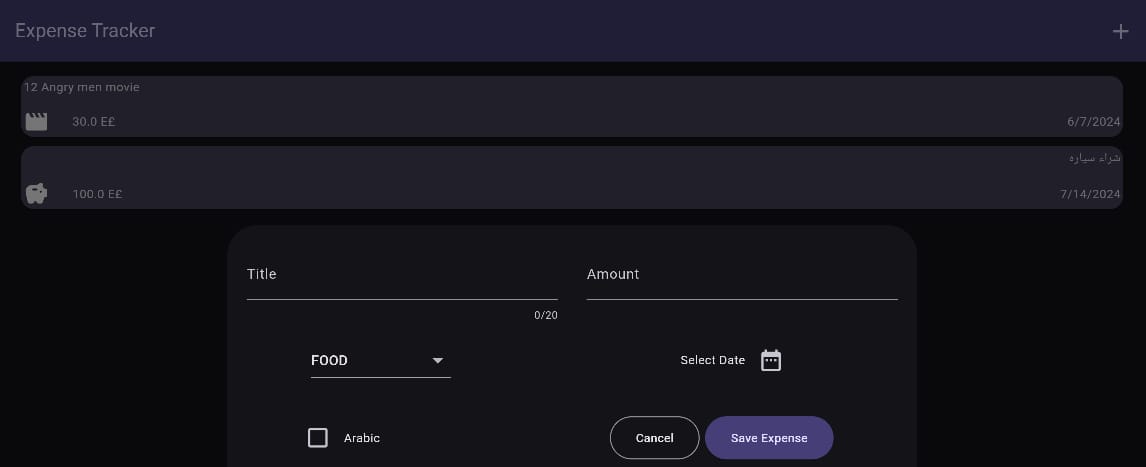 Expense Tracker
12 Angry men movie
30.0 E£ 6/7/2024
شراء سياره
100.0 E£ 7/14/2024
Title Amount
0/20
FOOD Select Date
Arabic Cancel Save Expense